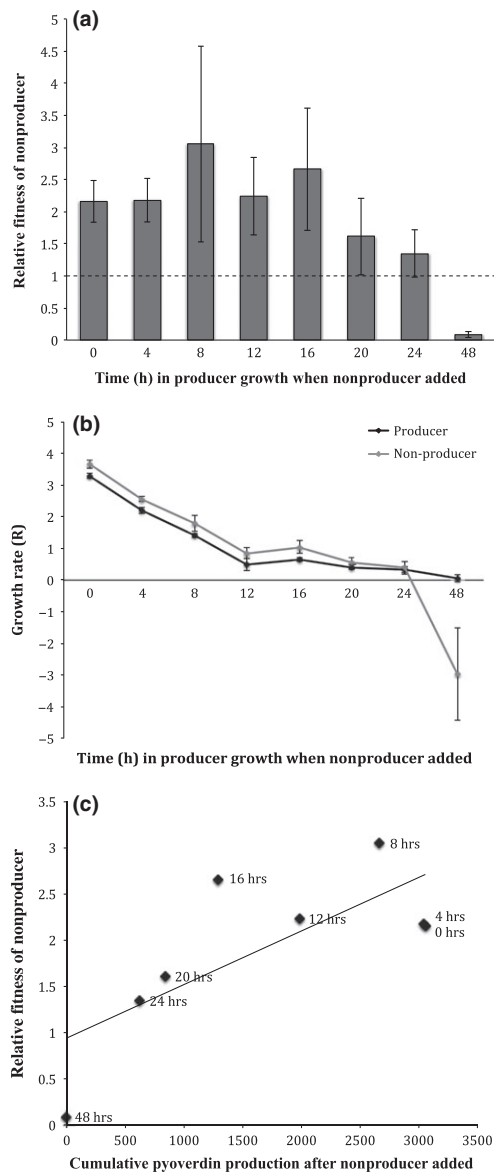 (a)
5
4.5
4
3.5
3
2.5
2
1.5
1
0.5
0
Relative fitness of nonproducer
0 4 8 12 16 20 24 48
Time (h) in producer growth when nonproducer added
(b)
5
4
3
2
1
0
−1
−2
−3
−4
−5
Growth rate (R)
Producer
Non-producer
0 4 8 12 16 20 24 48
Time (h) in producer growth when nonproducer added
(c)
3.5
3
2.5
2
1.5
1
0.5
0
Relative fitness of nonproducer
8 hrs
16 hrs
12 hrs
4 hrs
0 hrs
20 hrs
24 hrs
48 hrs
0 500 1000 1500 2000 2500 3000 3500
Cumulative pyoverdin production after nonproducer added